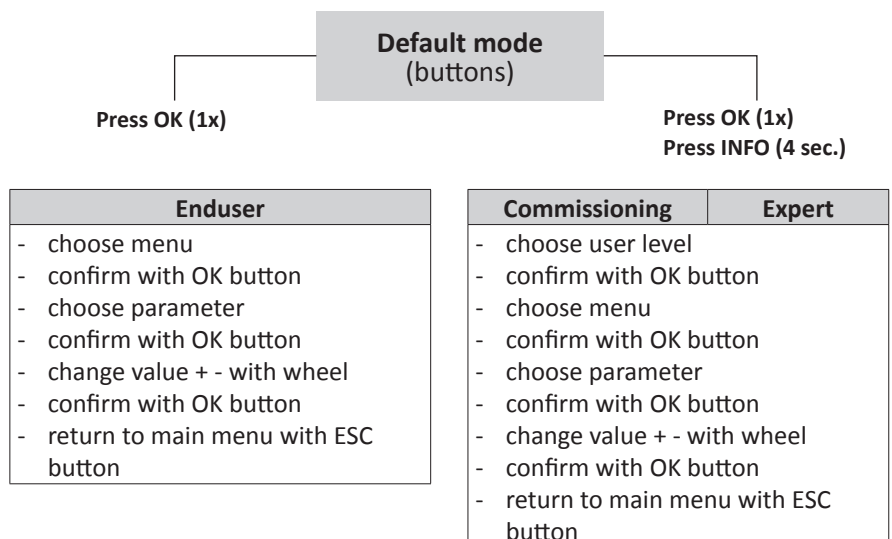 Default mode
(buttons)
Press OK (1x)
Press OK (1x)
Press INFO (4 sec.)
Enduser
- choose menu
- confirm with OK button
- choose parameter
- confirm with OK button
- change value + - with wheel
- confirm with OK button
- return to main menu with ESC
button
Commissioning
Expert
- choose user level
- confirm with OK button
- choose menu
- confirm with OK button
- choose parameter
- confirm with OK button
- change value + - with wheel
- confirm with OK button
- return to main menu with ESC
button